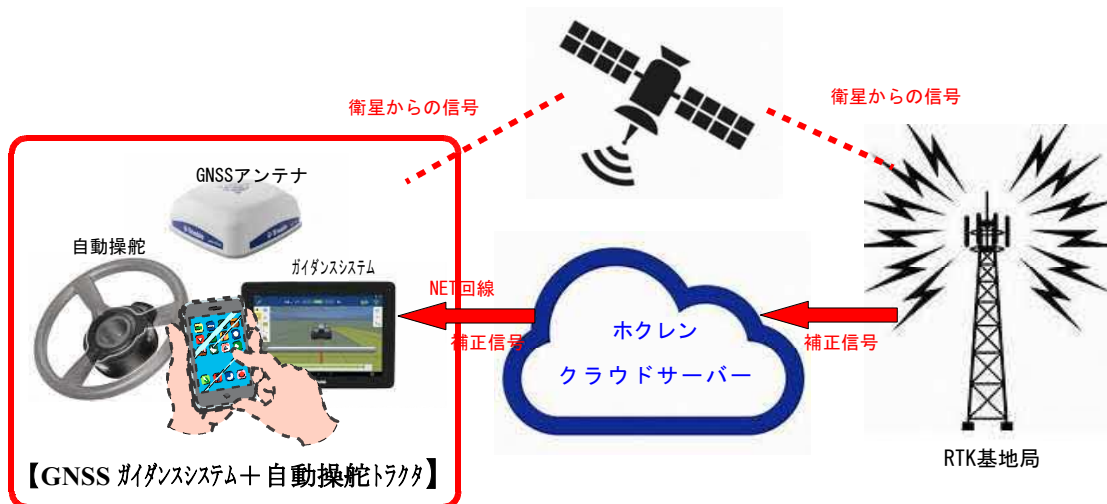 衛星からの信号
衛星からの信号
GNSSアンテナ
自動操舵
ガイダンスシステム
NET回線
補正信号
ホクレン
クラウドサーバー
補正信号
RTK基地局
【GNSS ガイダンスシステム＋自動操舵トラクタ】